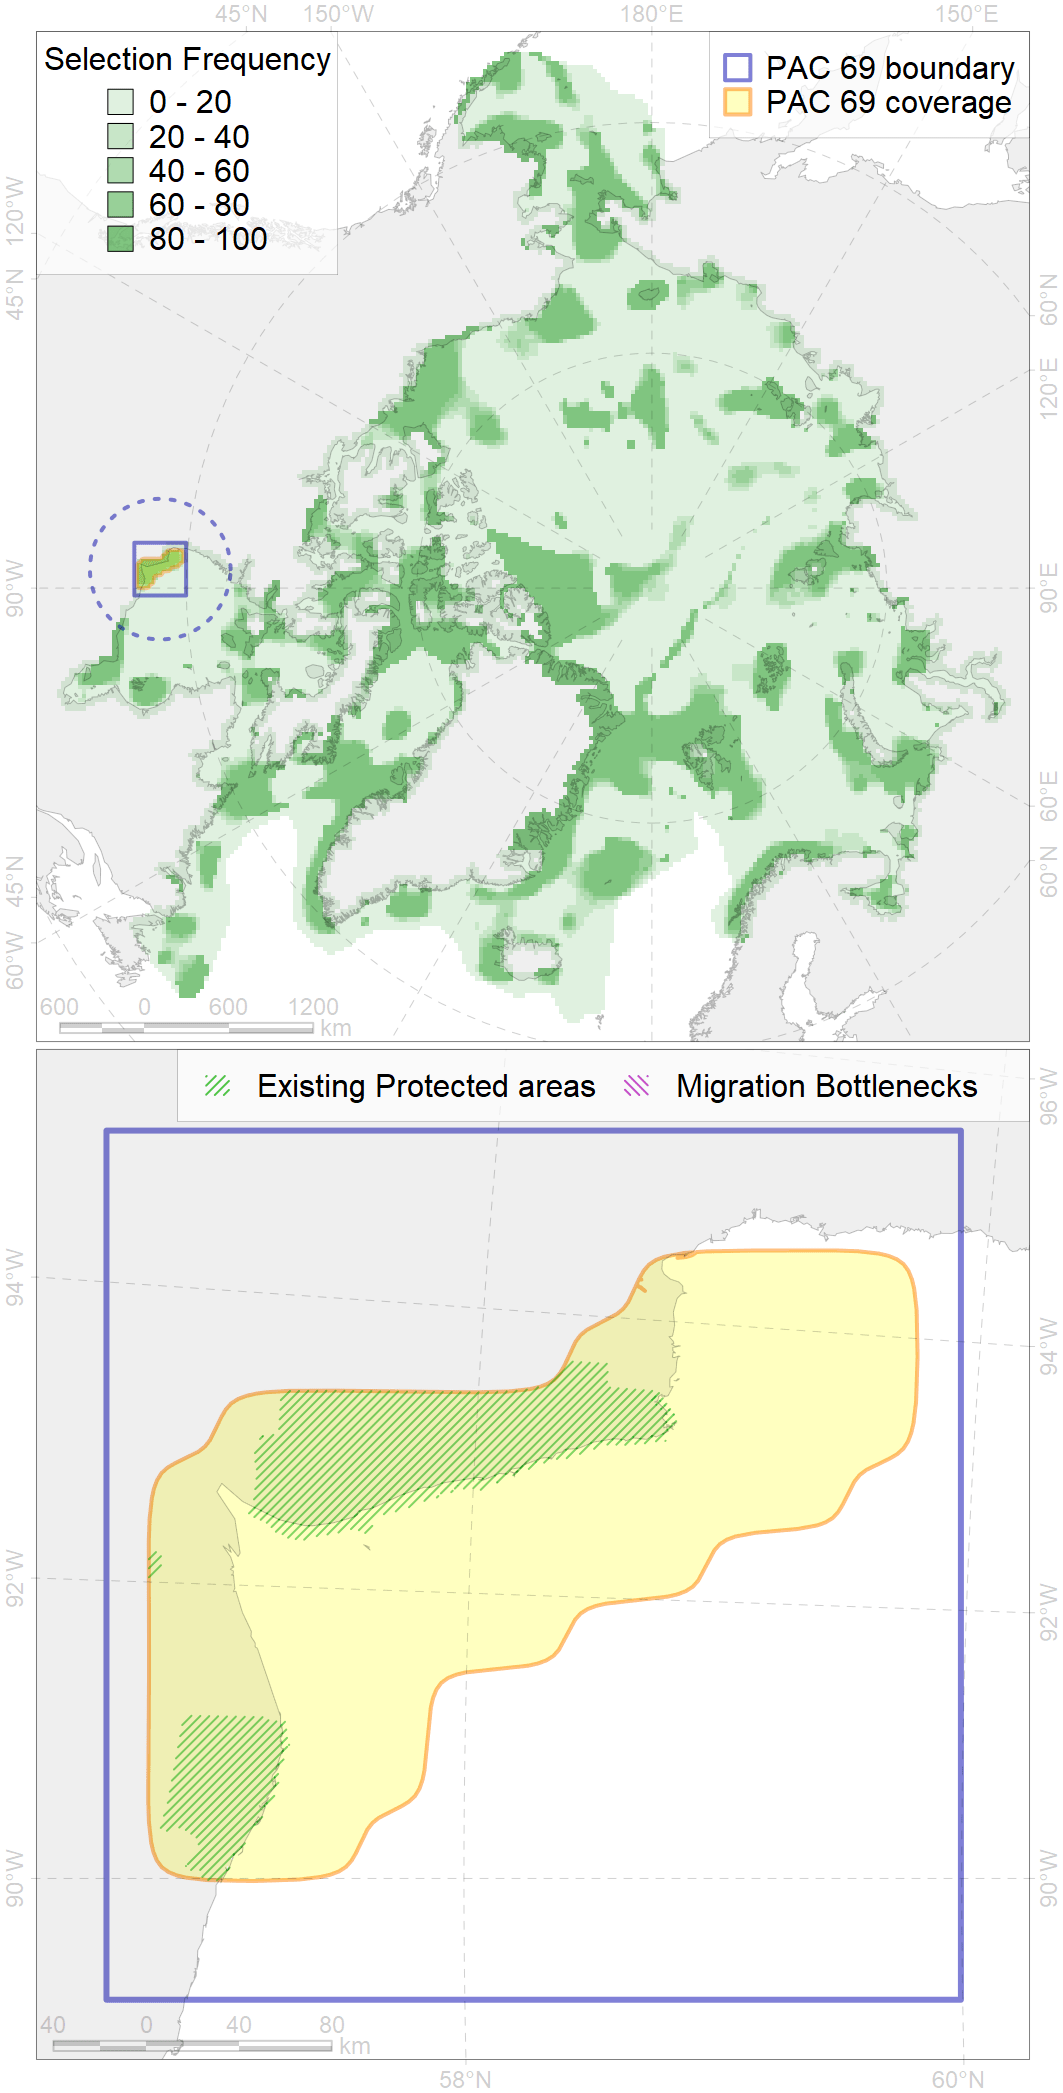 45°N 150°W 180°E 150°E
Selection Frequency
0 - 20
20 - 40
40 - 60
60 - 80
80 - 100
PAC 69 boundary
PAC 69 coverage
120°W
45°N
90°W
45°N
60°W
60°N
120°E
90°E
60°E
60°N
600 0 600 1200
km
Existing Protected areas Migration Bottlenecks
94°W
92°W
90°W
96°W
94°W
92°W
90°W
40 0 40 80
km
58°N 60°N